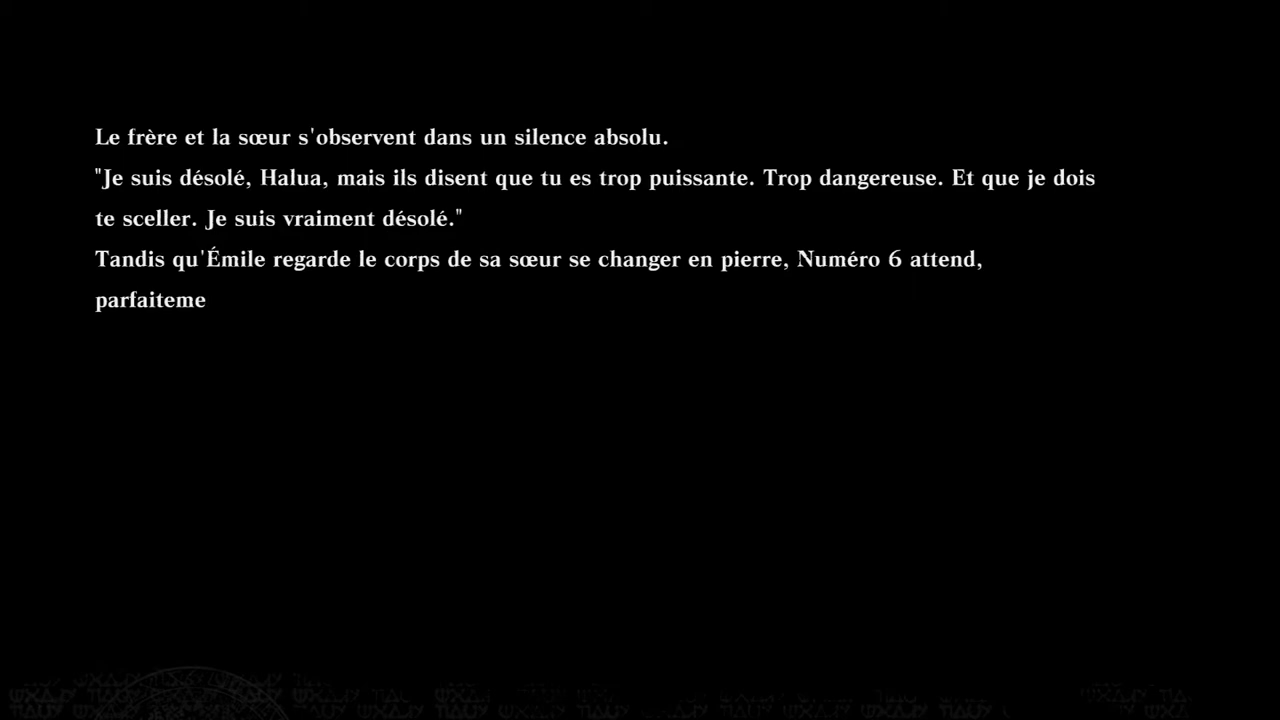 Le frère et la sœur s'observent dans un silence absolu.
"Je suis désolé, Halua, mais ils disent que tu es trop puissante. Trop dangereuse. Et que je dois
te sceller. Je suis vraiment désolé."
Tandis qu'Émile regarde le corps de sa sœur se changer en pierre, Numéro 6 attend,
parfaiteme